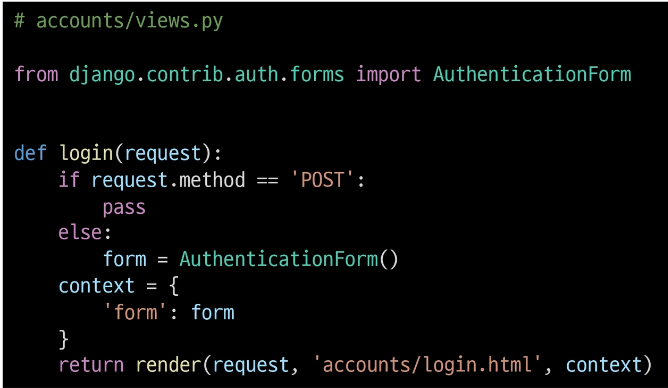 # accounts/views.py
from django.contrib.auth.forms import AuthenticationForm
def login(request):
    if request.method == 'POST':
        pass
    else:
        form = AuthenticationForm()
    context = {
        'form': form
    }
    return render(request, 'accounts/login.html', context)